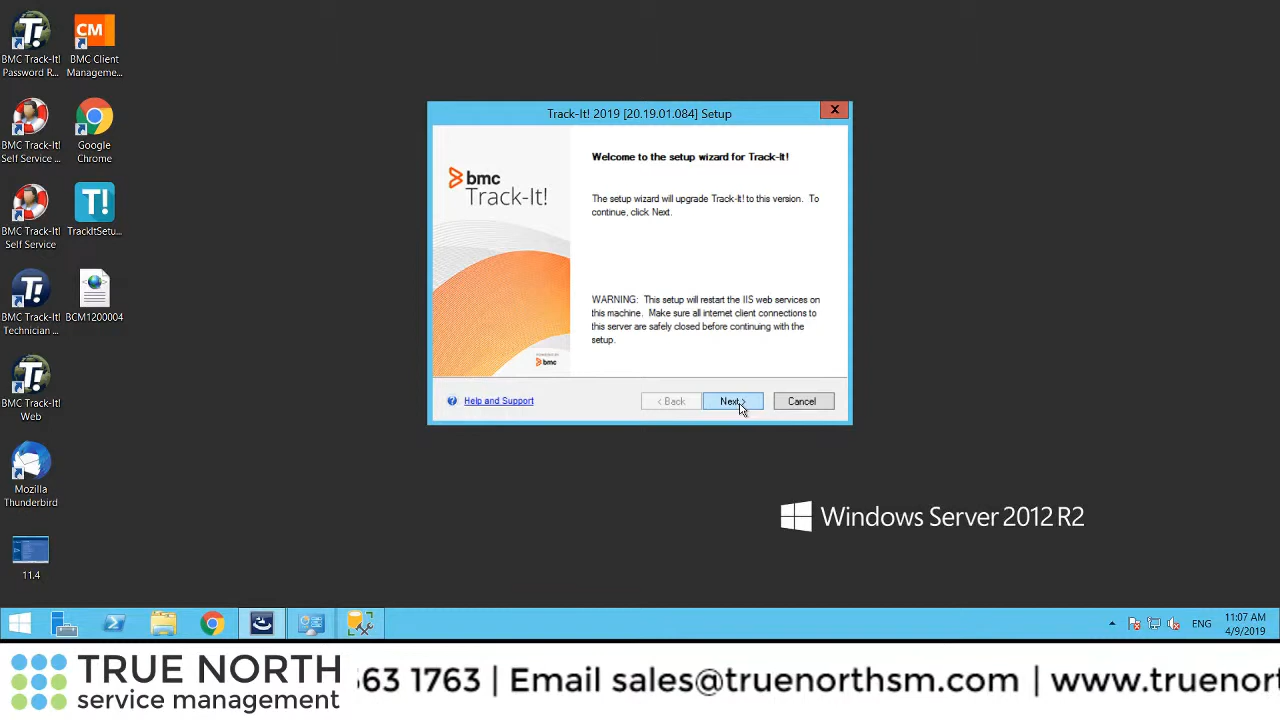 BMC Track-It!
Password R...
BMC Client
Manageme...
CM
BMC Track-It!
Self Service ...
Google
Chrome
BMC Track-It!
Self Service
T!
TrackItSetu...
BMC Track-It!
Technician ...
BCM1200004
BMC Track-It!
Web
Mozilla
Thunderbird
11.4
Track-It! 2019 [20.19.01.084] Setup
X
bmc
Track-It!
Welcome to the setup wizard for Track-It!
The setup wizard will upgrade Track-It! to this version. To
continue, click Next.
WARNING: This setup will restart the IIS web services on
this machine. Make sure all internet client connections to
this server are safely closed before continuing with the
setup.
bmc
Help and Support
< Back
Next >
Cancel
Windows Server 2012 R2
ENG
11:07 AM
4/9/2019
TRUE NORTH
service management
63 1763 | Email sales@truenorthsm.com | www.truenort